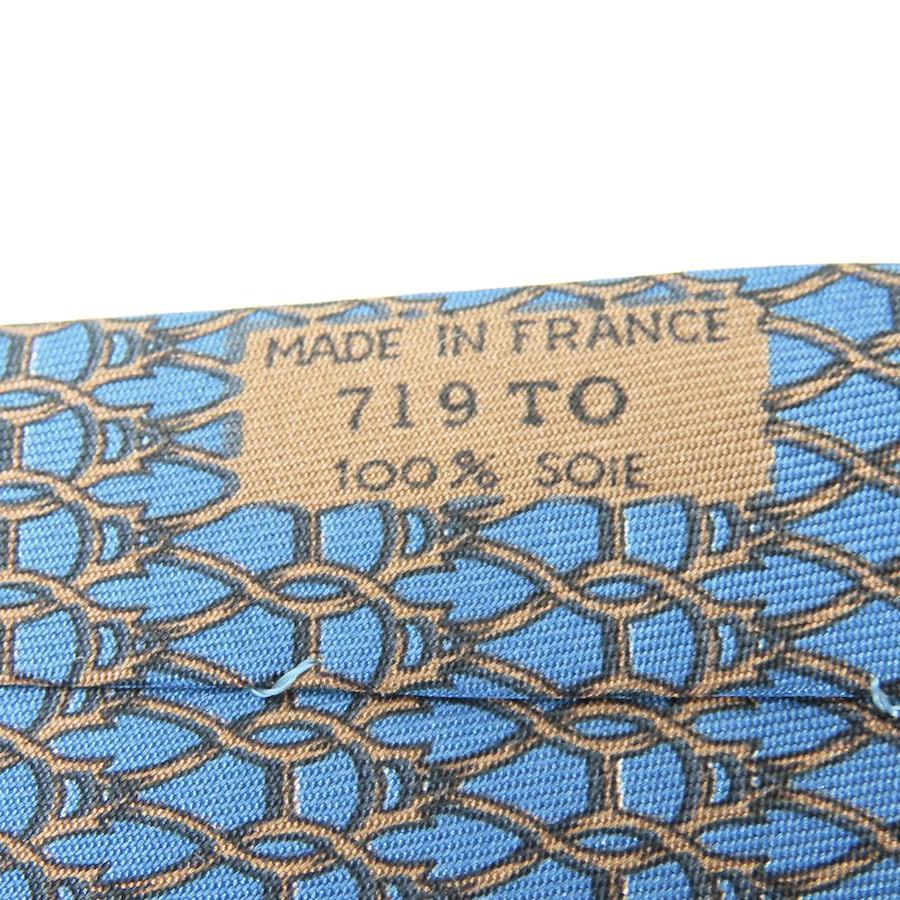 MADE IN FRANCE
719 TO
100% SOIE